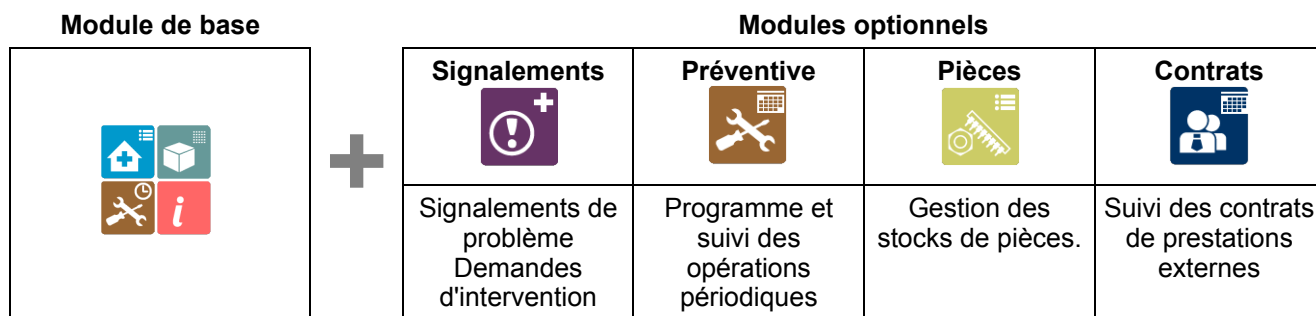 Module de base
Modules optionnels
Signalements
Préventive
Pièces
Contrats
i
Signalements de
problème
Demandes
d'intervention
Programme et
suivi des
opérations
périodiques
Gestion des
stocks de pièces.
Suivi des contrats
de prestations
externes